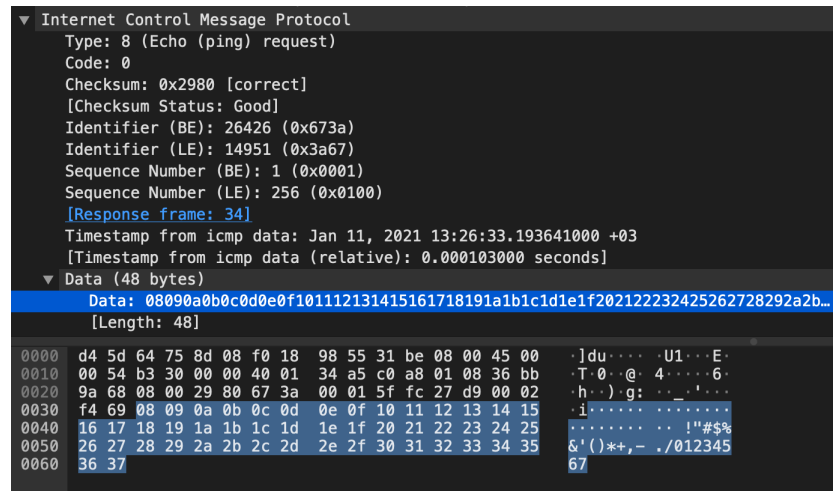 Internet Control Message Protocol
Type: 8 (Echo (ping) request)
Code: 0
Checksum: 0x2980 [correct]
[Checksum Status: Good]
Identifier (BE): 26426 (0x673a)
Identifier (LE): 14951 (0x3a67)
Sequence Number (BE): 1 (0x0001)
Sequence Number (LE): 256 (0x0100)
[Response frame: 34]
Timestamp from icmp data: Jan 11, 2021 13:26:33.193641000 +03
[Timestamp from icmp data (relative): 0.000103000 seconds]
Data (48 bytes)
Data: 08090a0b0c0d0e0f101112131415161718191a1b1c1d1e1f202122232425262728292a2b…
[Length: 48]
0000 d4 5d 64 75 8d 08 f0 18 98 55 31 be 08 00 45 00 ·]du···· ·U1···E·
0010 00 54 b3 30 00 00 40 01 34 a5 c0 a8 01 08 36 bb ·T·0··@· 4·····6·
0020 9a 68 08 00 29 80 67 3a 00 01 5f fc 27 d9 00 02 ·h··)·g: ··_·'···
0030 f4 69 08 09 0a 0b 0c 0d 0e 0f 10 11 12 13 14 15 ·i······ ········
0040 16 17 18 19 1a 1b 1c 1d 1e 1f 20 21 22 23 24 25 ········ ·· !"#$%
0050 26 27 28 29 2a 2b 2c 2d 2e 2f 30 31 32 33 34 35 &'()*+,- ./012345
0060 36 37 67